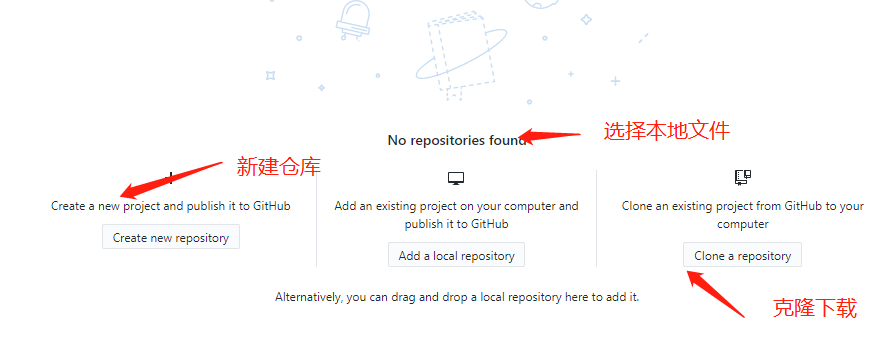 选择本地文件
No repositories found
新建仓库
Create a new project and publish it to GitHub
Create new repository
Add an existing project on your computer and
publish it to GitHub
Add a local repository
Clone an existing project from GitHub to your
computer
Clone a repository
Alternatively, you can drag and drop a local repository here to add it.
克隆下载